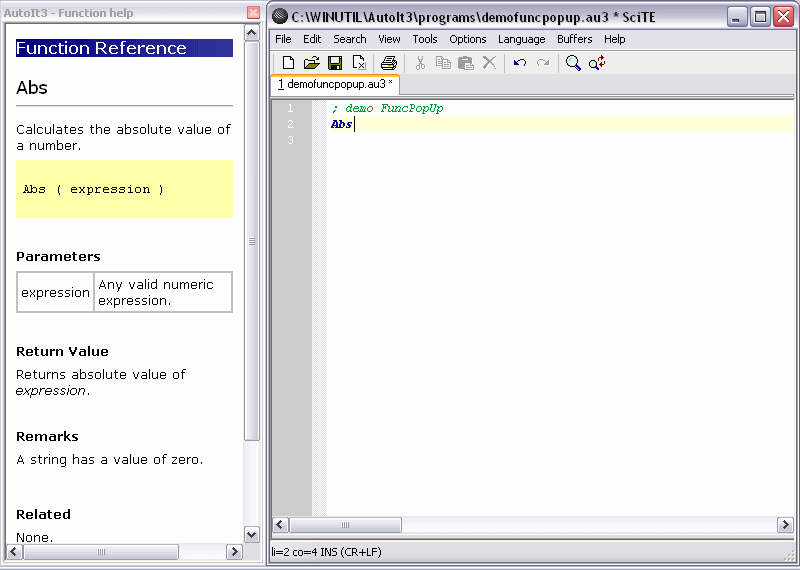 AutoIt3 - Function help
Function Reference
Abs
Calculates the absolute value of
a number.
Abs ( expression )
Parameters
expression
Any valid numeric
expression.
Return Value
Returns absolute value of
expression.
Remarks
A string has a value of zero.
Related
None.
C:\WINUTIL\AutoIt3\programs\demofuncpopup.au3 * SciTE
File Edit Search View Tools Options Language Buffers Help
1 demofuncpopup.au3 *
1 ; demo FuncPopUp
2 Abs
3
li=2 co=4 INS (CR+LF)